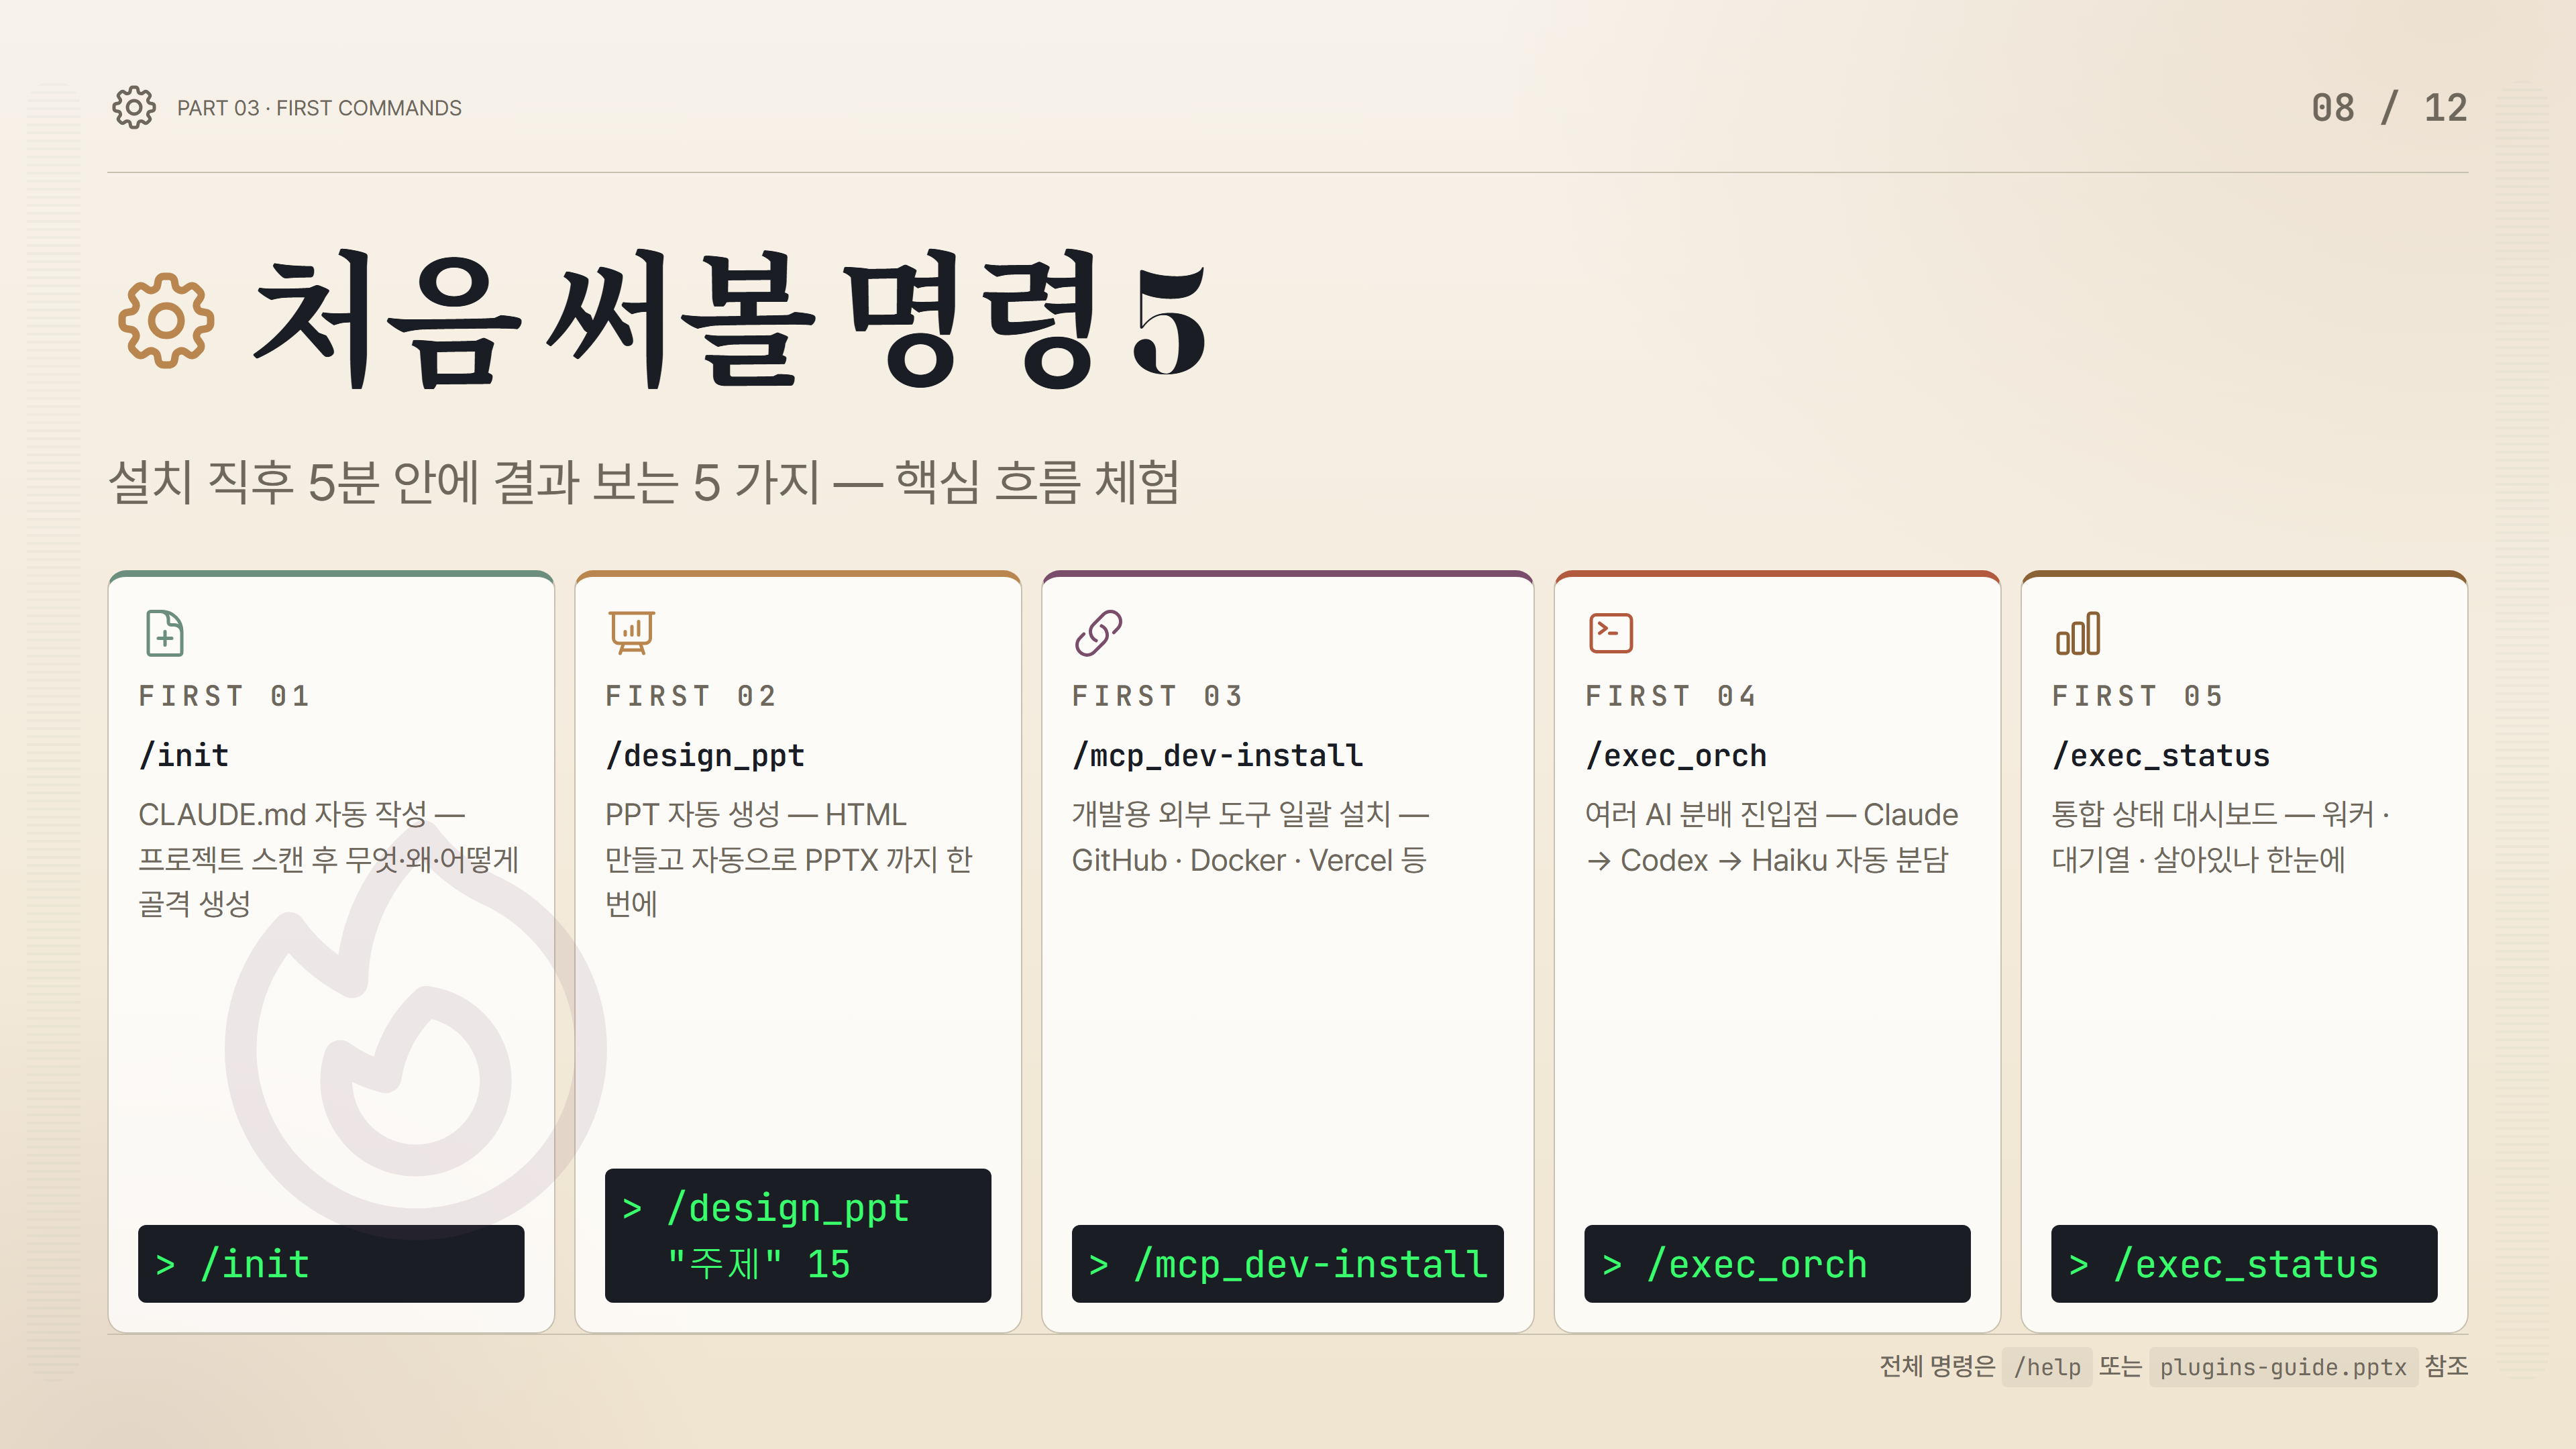 PART 03 · FIRST COMMANDS
08 / 12
처음 써볼 명령 5
설치 직후 5분 안에 결과 보는 5 가지 — 핵심 흐름 체험
FIRST 01
/init
CLAUDE.md 자동 작성 —
프로젝트 스캔 후 무엇·왜·어떻게
골격 생성
> /init
FIRST 02
/design_ppt
PPT 자동 생성 — HTML
만들고 자동으로 PPTX 까지 한
번에
> /design_ppt
"주제" 15
FIRST 03
/mcp_dev-install
개발용 외부 도구 일괄 설치 —
GitHub · Docker · Vercel 등
> /mcp_dev-install
FIRST 04
/exec_orch
여러 AI 분배 진입점 — Claude
→ Codex → Haiku 자동 분담
> /exec_orch
FIRST 05
/exec_status
통합 상태 대시보드 — 워커 ·
대기열 · 살아있나 한눈에
> /exec_status
전체 명령은 /help 또는 plugins-guide.pptx 참조